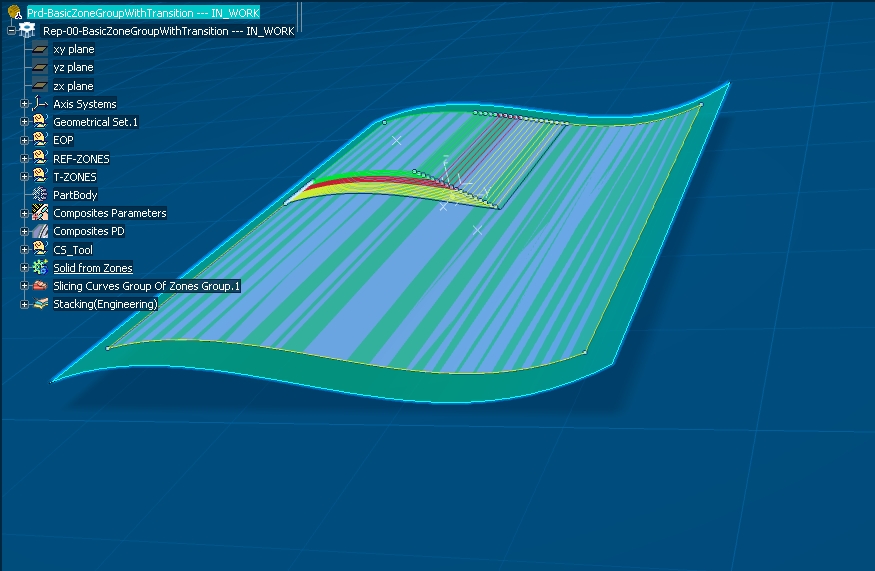 Prd-BasicZoneGroupWithTransition --- IN_WORK
Rep-00-BasicZoneGroupWithTransition --- IN_WORK
xy plane
yz plane
zx plane
Axis Systems
Geometrical Set.1
EOP
REF-ZONES
T-ZONES
PartBody
Composites Parameters
Composites PD
CS_Tool
Solid from Zones
Slicing Curves Group Of Zones Group.1
Stacking(Engineering)